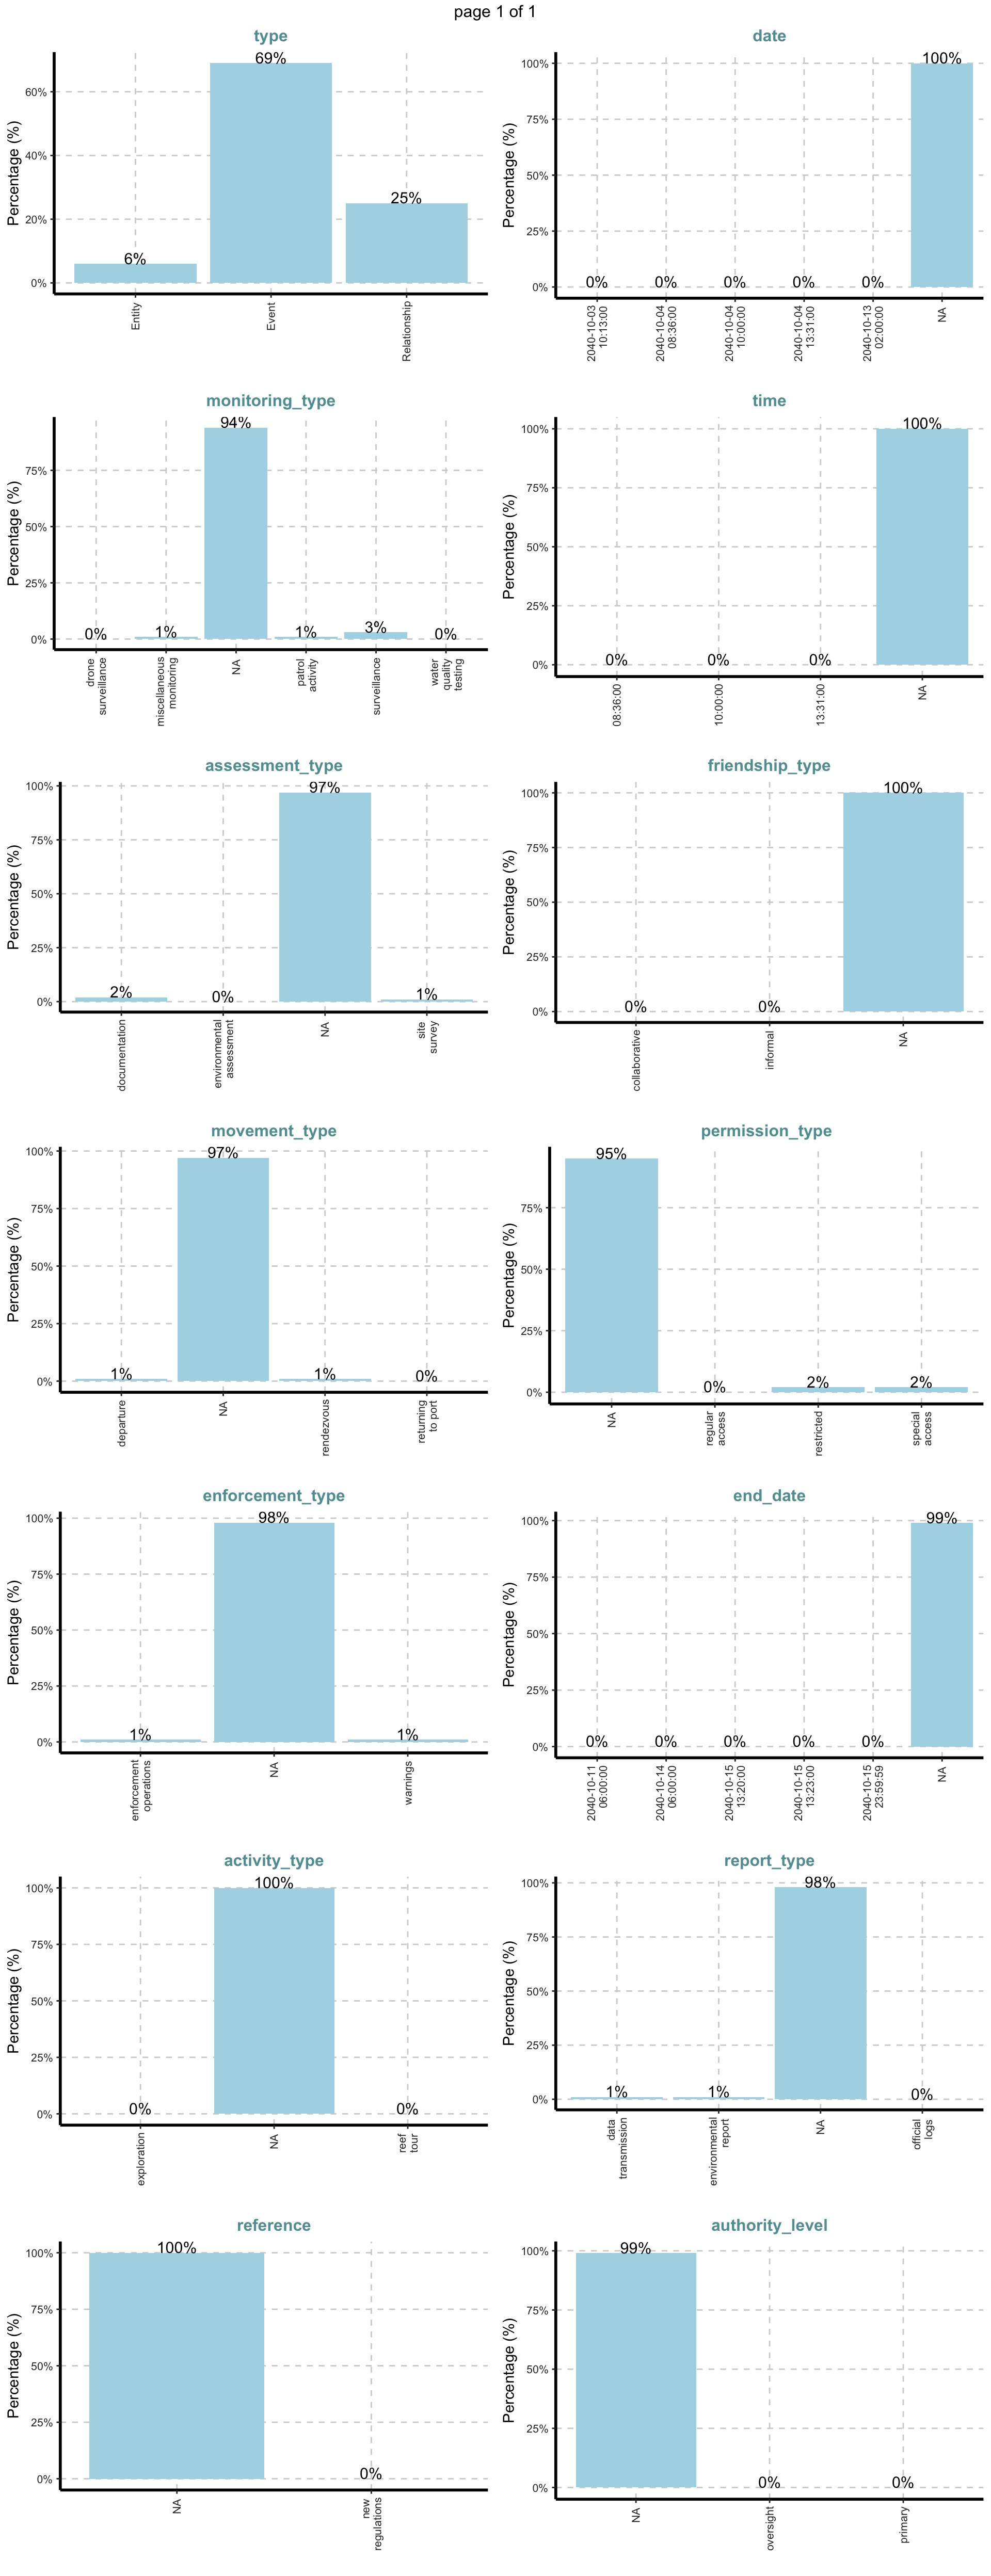 page 1 of 1
type
Percentage (%)
60%
40%
20%
0%
6%
69%
25%
Entity
Event
Relationship
date
Percentage (%)
100%
75%
50%
25%
0%
0%
0%
0%
0%
0%
100%
2040-10-03
10:13:00
2040-10-04
08:36:00
2040-10-04
10:00:00
2040-10-04
13:31:00
2040-10-13
02:00:00
NA
monitoring_type
Percentage (%)
75%
50%
25%
0%
0%
1%
94%
1%
3%
0%
drone
surveillance
miscellaneous
monitoring
NA
patrol
activity
surveillance
water
quality
testing
time
Percentage (%)
100%
75%
50%
25%
0%
0%
0%
0%
100%
08:36:00
10:00:00
13:31:00
NA
assessment_type
Percentage (%)
100%
75%
50%
25%
0%
2%
0%
97%
1%
documentation
environmental
assessment
NA
site
survey
friendship_type
Percentage (%)
100%
75%
50%
25%
0%
0%
0%
100%
collaborative
informal
NA
movement_type
Percentage (%)
100%
75%
50%
25%
0%
1%
97%
1%
0%
departure
NA
rendezvous
returning
to port
permission_type
Percentage (%)
75%
50%
25%
0%
95%
0%
2%
2%
NA
regular
access
restricted
special
access
enforcement_type
Percentage (%)
100%
75%
50%
25%
0%
1%
98%
1%
enforcement
operations
NA
warnings
end_date
Percentage (%)
100%
75%
50%
25%
0%
0%
0%
0%
0%
0%
99%
2040-10-11
06:00:00
2040-10-14
06:00:00
2040-10-15
13:20:00
2040-10-15
13:23:00
2040-10-15
23:59:59
NA
activity_type
Percentage (%)
100%
75%
50%
25%
0%
0%
100%
0%
exploration
NA
reef
tour
report_type
Percentage (%)
100%
75%
50%
25%
0%
1%
1%
98%
0%
data
transmission
environmental
report
NA
official
logs
reference
Percentage (%)
100%
75%
50%
25%
0%
100%
0%
NA
new
regulations
authority_level
Percentage (%)
100%
75%
50%
25%
0%
99%
0%
0%
NA
oversight
primary